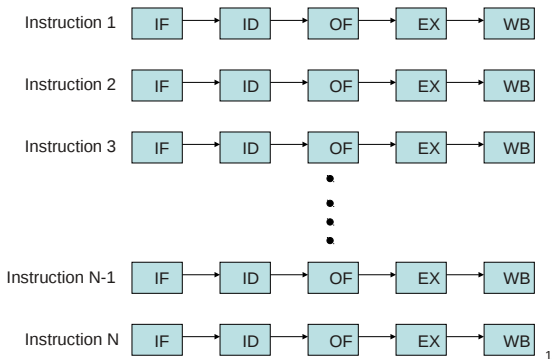 Instruction 1 IF ID OF EX WB
Instruction 2 IF ID OF EX WB
Instruction 3 IF ID OF EX WB
Instruction N-1 IF ID OF EX WB
Instruction N IF ID OF EX WB
1